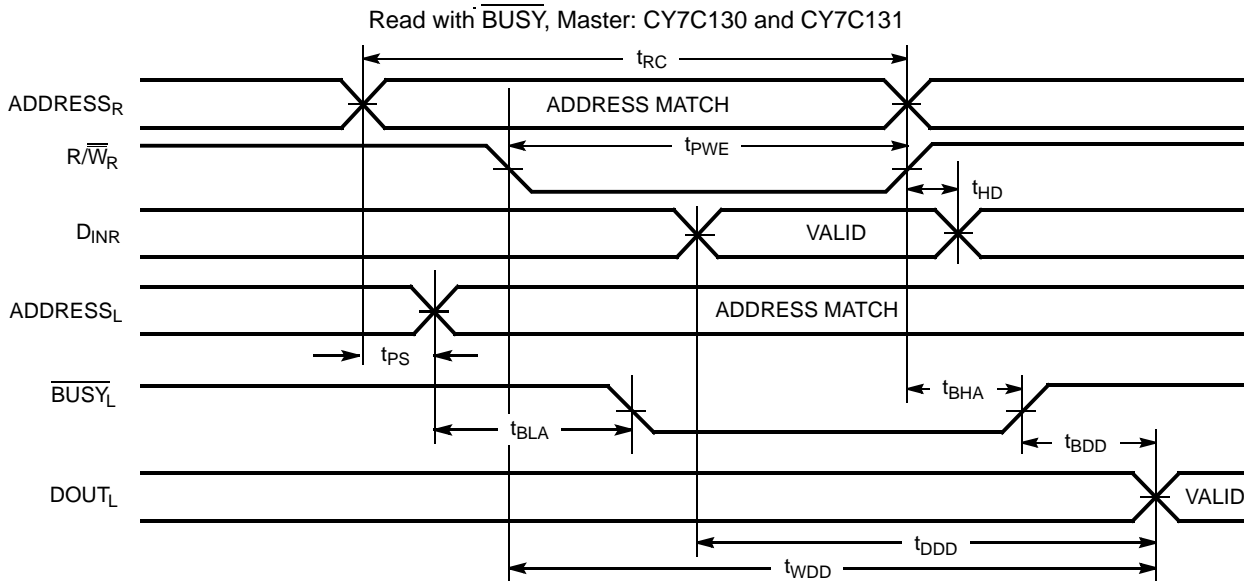 Read with BUSY, Master: CY7C130 and CY7C131
tRC
ADDRESSR
ADDRESS MATCH
R/WR
tPWE
tHD
DINR
VALID
ADDRESSL
ADDRESS MATCH
tPS
BUSYL
tBHA
tBLA
tBDD
DOUTL
VALID
tDDD
tWDD